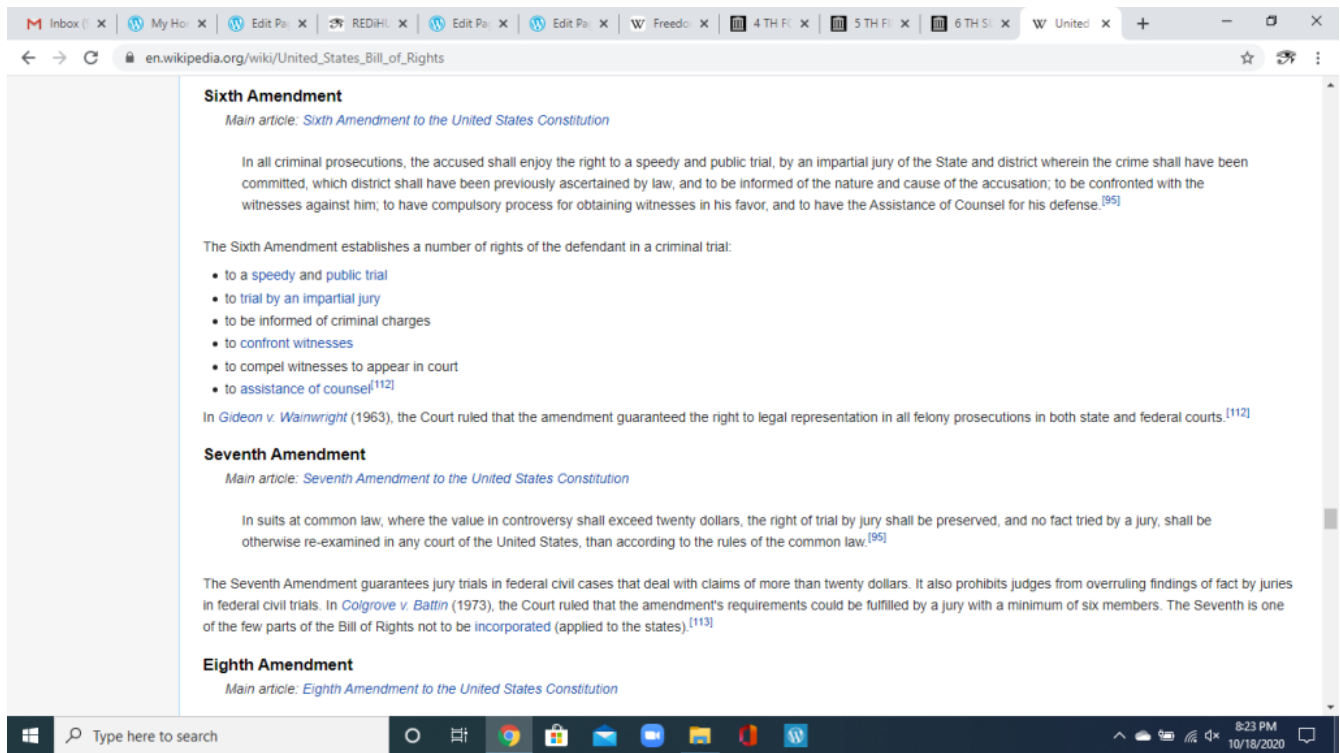 Inbox (
My Ho
Edit Pa
REDiHU
Edit Pa
Edit Pa
W Freedo
4 TH FO
5 TH FI
6 TH SI
W United
en.wikipedia.org/wiki/United_States_Bill_of_Rights
Sixth Amendment
Main article: Sixth Amendment to the United States Constitution
In all criminal prosecutions, the accused shall enjoy the right to a speedy and public trial, by an impartial jury of the State and district wherein the crime shall have been
committed, which district shall have been previously ascertained by law, and to be informed of the nature and cause of the accusation; to be confronted with the
witnesses against him; to have compulsory process for obtaining witnesses in his favor, and to have the Assistance of Counsel for his defense.[95]
The Sixth Amendment establishes a number of rights of the defendant in a criminal trial:
• to a speedy and public trial
• to trial by an impartial jury
• to be informed of criminal charges
• to confront witnesses
• to compel witnesses to appear in court
• to assistance of counsel[112]
In Gideon v. Wainwright (1963), the Court ruled that the amendment guaranteed the right to legal representation in all felony prosecutions in both state and federal courts.[112]
Seventh Amendment
Main article: Seventh Amendment to the United States Constitution
In suits at common law, where the value in controversy shall exceed twenty dollars, the right of trial by jury shall be preserved, and no fact tried by a jury, shall be
otherwise re-examined in any court of the United States, than according to the rules of the common law.[95]
The Seventh Amendment guarantees jury trials in federal civil cases that deal with claims of more than twenty dollars. It also prohibits judges from overruling findings of fact by juries
in federal civil trials. In Colgrove v. Battin (1973), the Court ruled that the amendment's requirements could be fulfilled by a jury with a minimum of six members. The Seventh is one
of the few parts of the Bill of Rights not to be incorporated (applied to the states).[113]
Eighth Amendment
Main article: Eighth Amendment to the United States Constitution
Type here to search
8:23 PM
10/18/2020